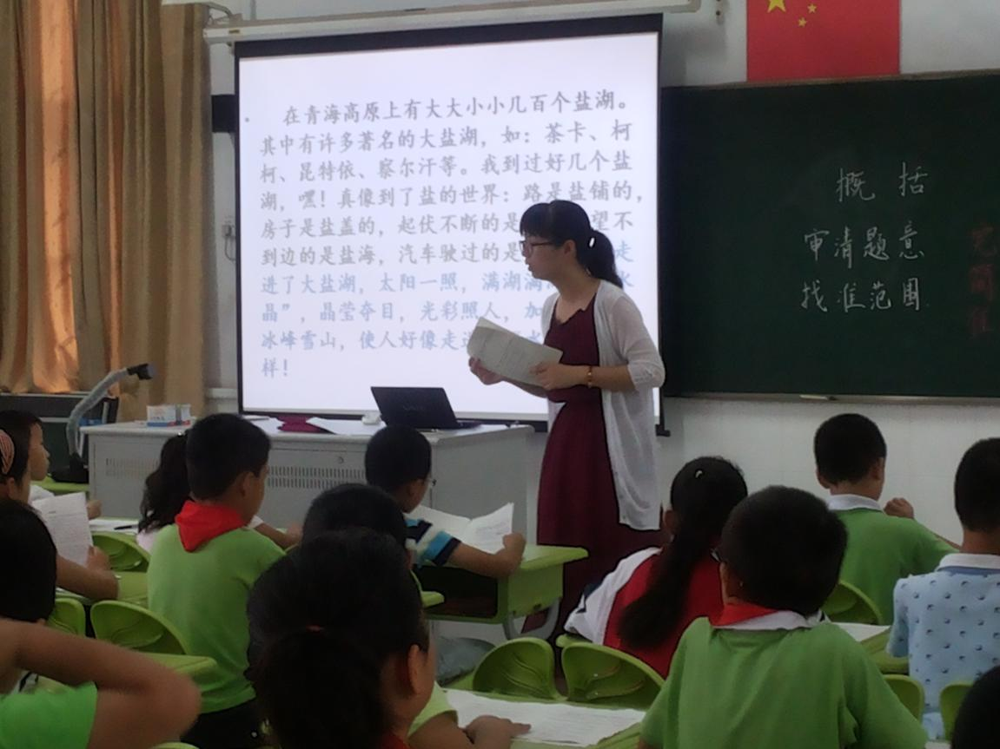 在青海高原上有大大小小几百个盐湖。
其中有许多著名的大盐湖，如：茶卡、柯
柯、昆特依、察尔汗等。我到过好几个盐
湖，嘿！真像到了盐的世界：路是盐铺的，
房子是盐盖的，起伏不断的是 望不
到边的是盐海，汽车驶过的是 走
进了大盐湖，太阳一照，满湖满 水
晶”，晶莹夺目，光彩照人，加
冰峰雪山，使人好像走进 水
样！
概括
审清题意
找准范围
完
简